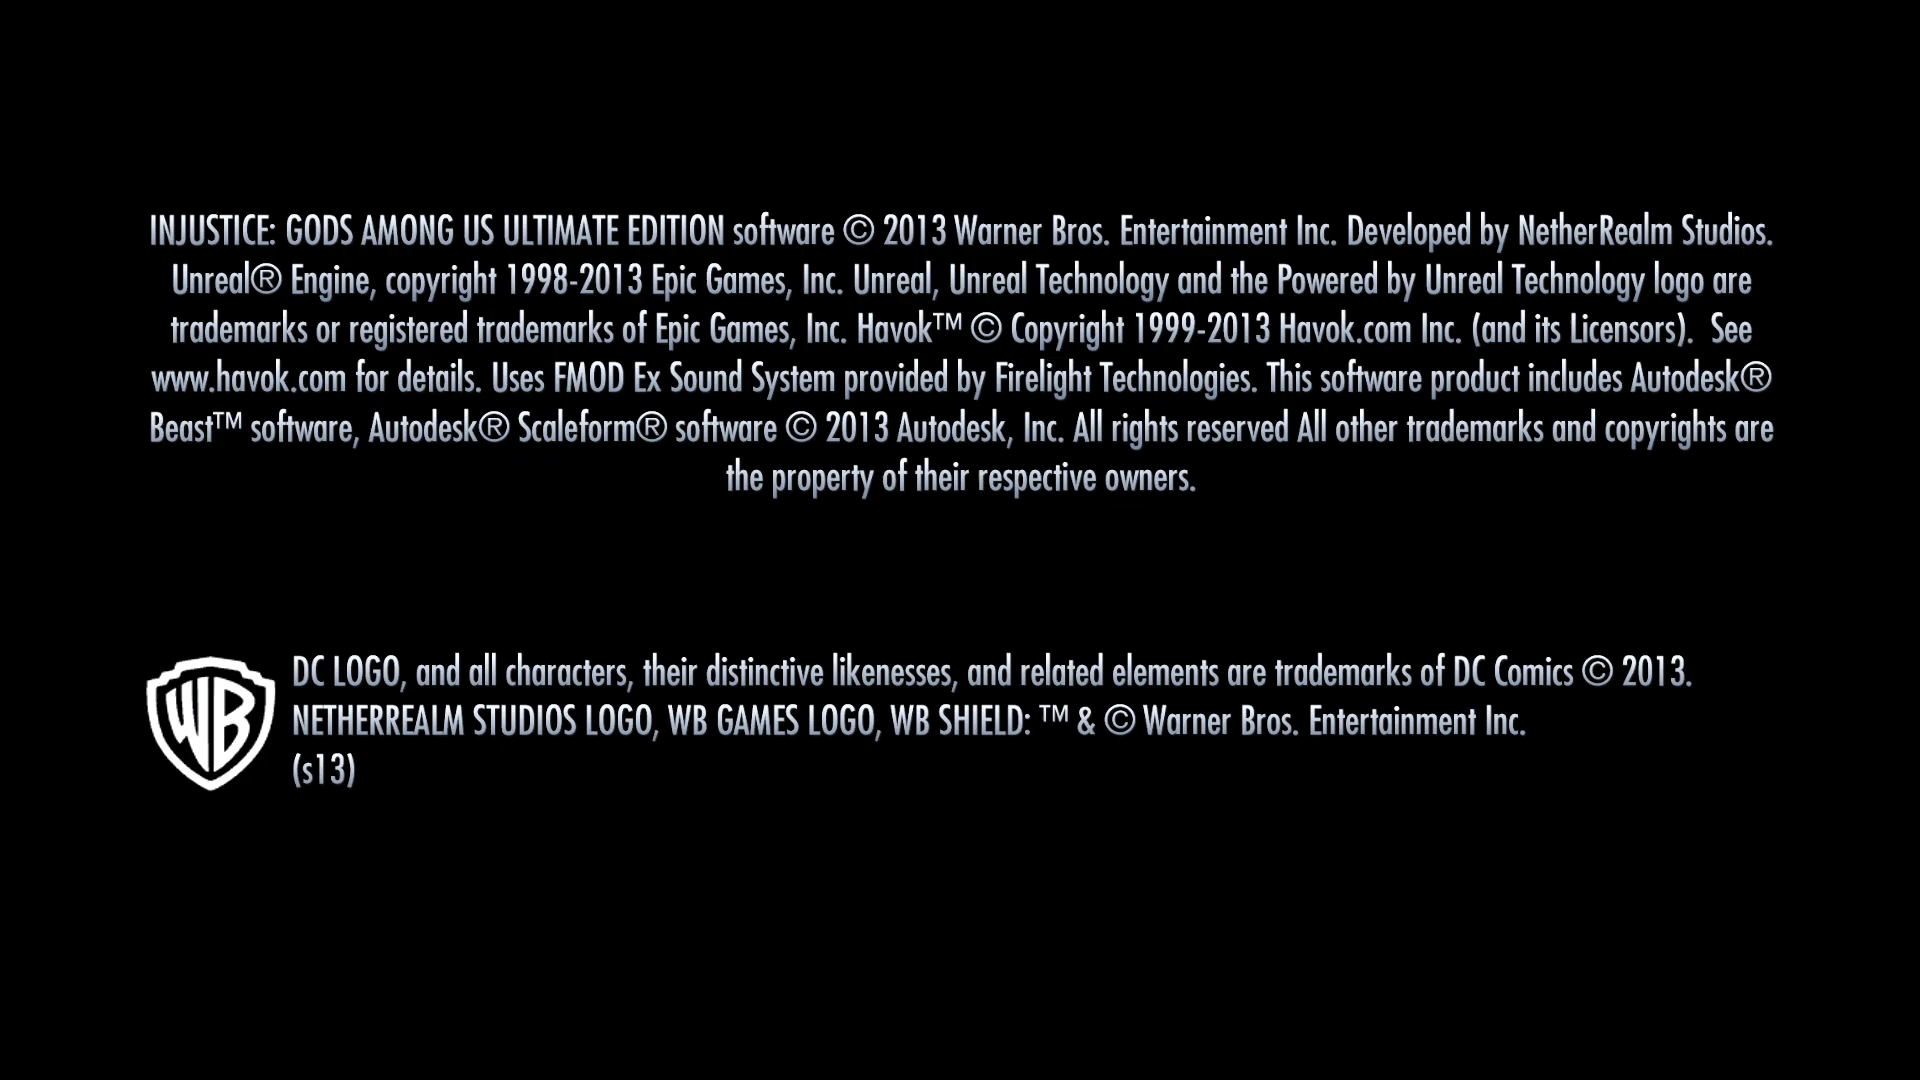 INJUSTICE: GODS AMONG US ULTIMATE EDITION software © 2013 Warner Bros. Entertainment Inc. Developed by NetherRealm Studios.
Unreal® Engine, copyright 1998-2013 Epic Games, Inc. Unreal, Unreal Technology and the Powered by Unreal Technology logo are
trademarks or registered trademarks of Epic Games, Inc. Havok™ © Copyright 1999-2013 Havok.com Inc. (and its Licensors).  See
www.havok.com for details. Uses FMOD Ex Sound System provided by Firelight Technologies. This software product includes Autodesk®
Beast™ software, Autodesk® Scaleform® software © 2013 Autodesk, Inc. All rights reserved All other trademarks and copyrights are
the property of their respective owners.
WB
DC LOGO, and all characters, their distinctive likenesses, and related elements are trademarks of DC Comics © 2013.
NETHERREALM STUDIOS LOGO, WB GAMES LOGO, WB SHIELD: ™ & © Warner Bros. Entertainment Inc.
(s13)